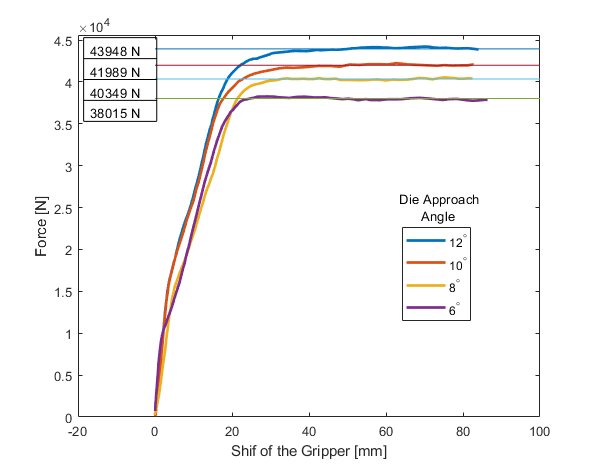 ×10⁴
4.5
4
3.5
3
2.5
2
1.5
1
0.5
0
43948 N
41989 N
40349 N
38015 N
Force [N]
Die Approach
Angle
12°
10°
8°
6°
-20 0 20 40 60 80 100
Shif of the Gripper [mm]